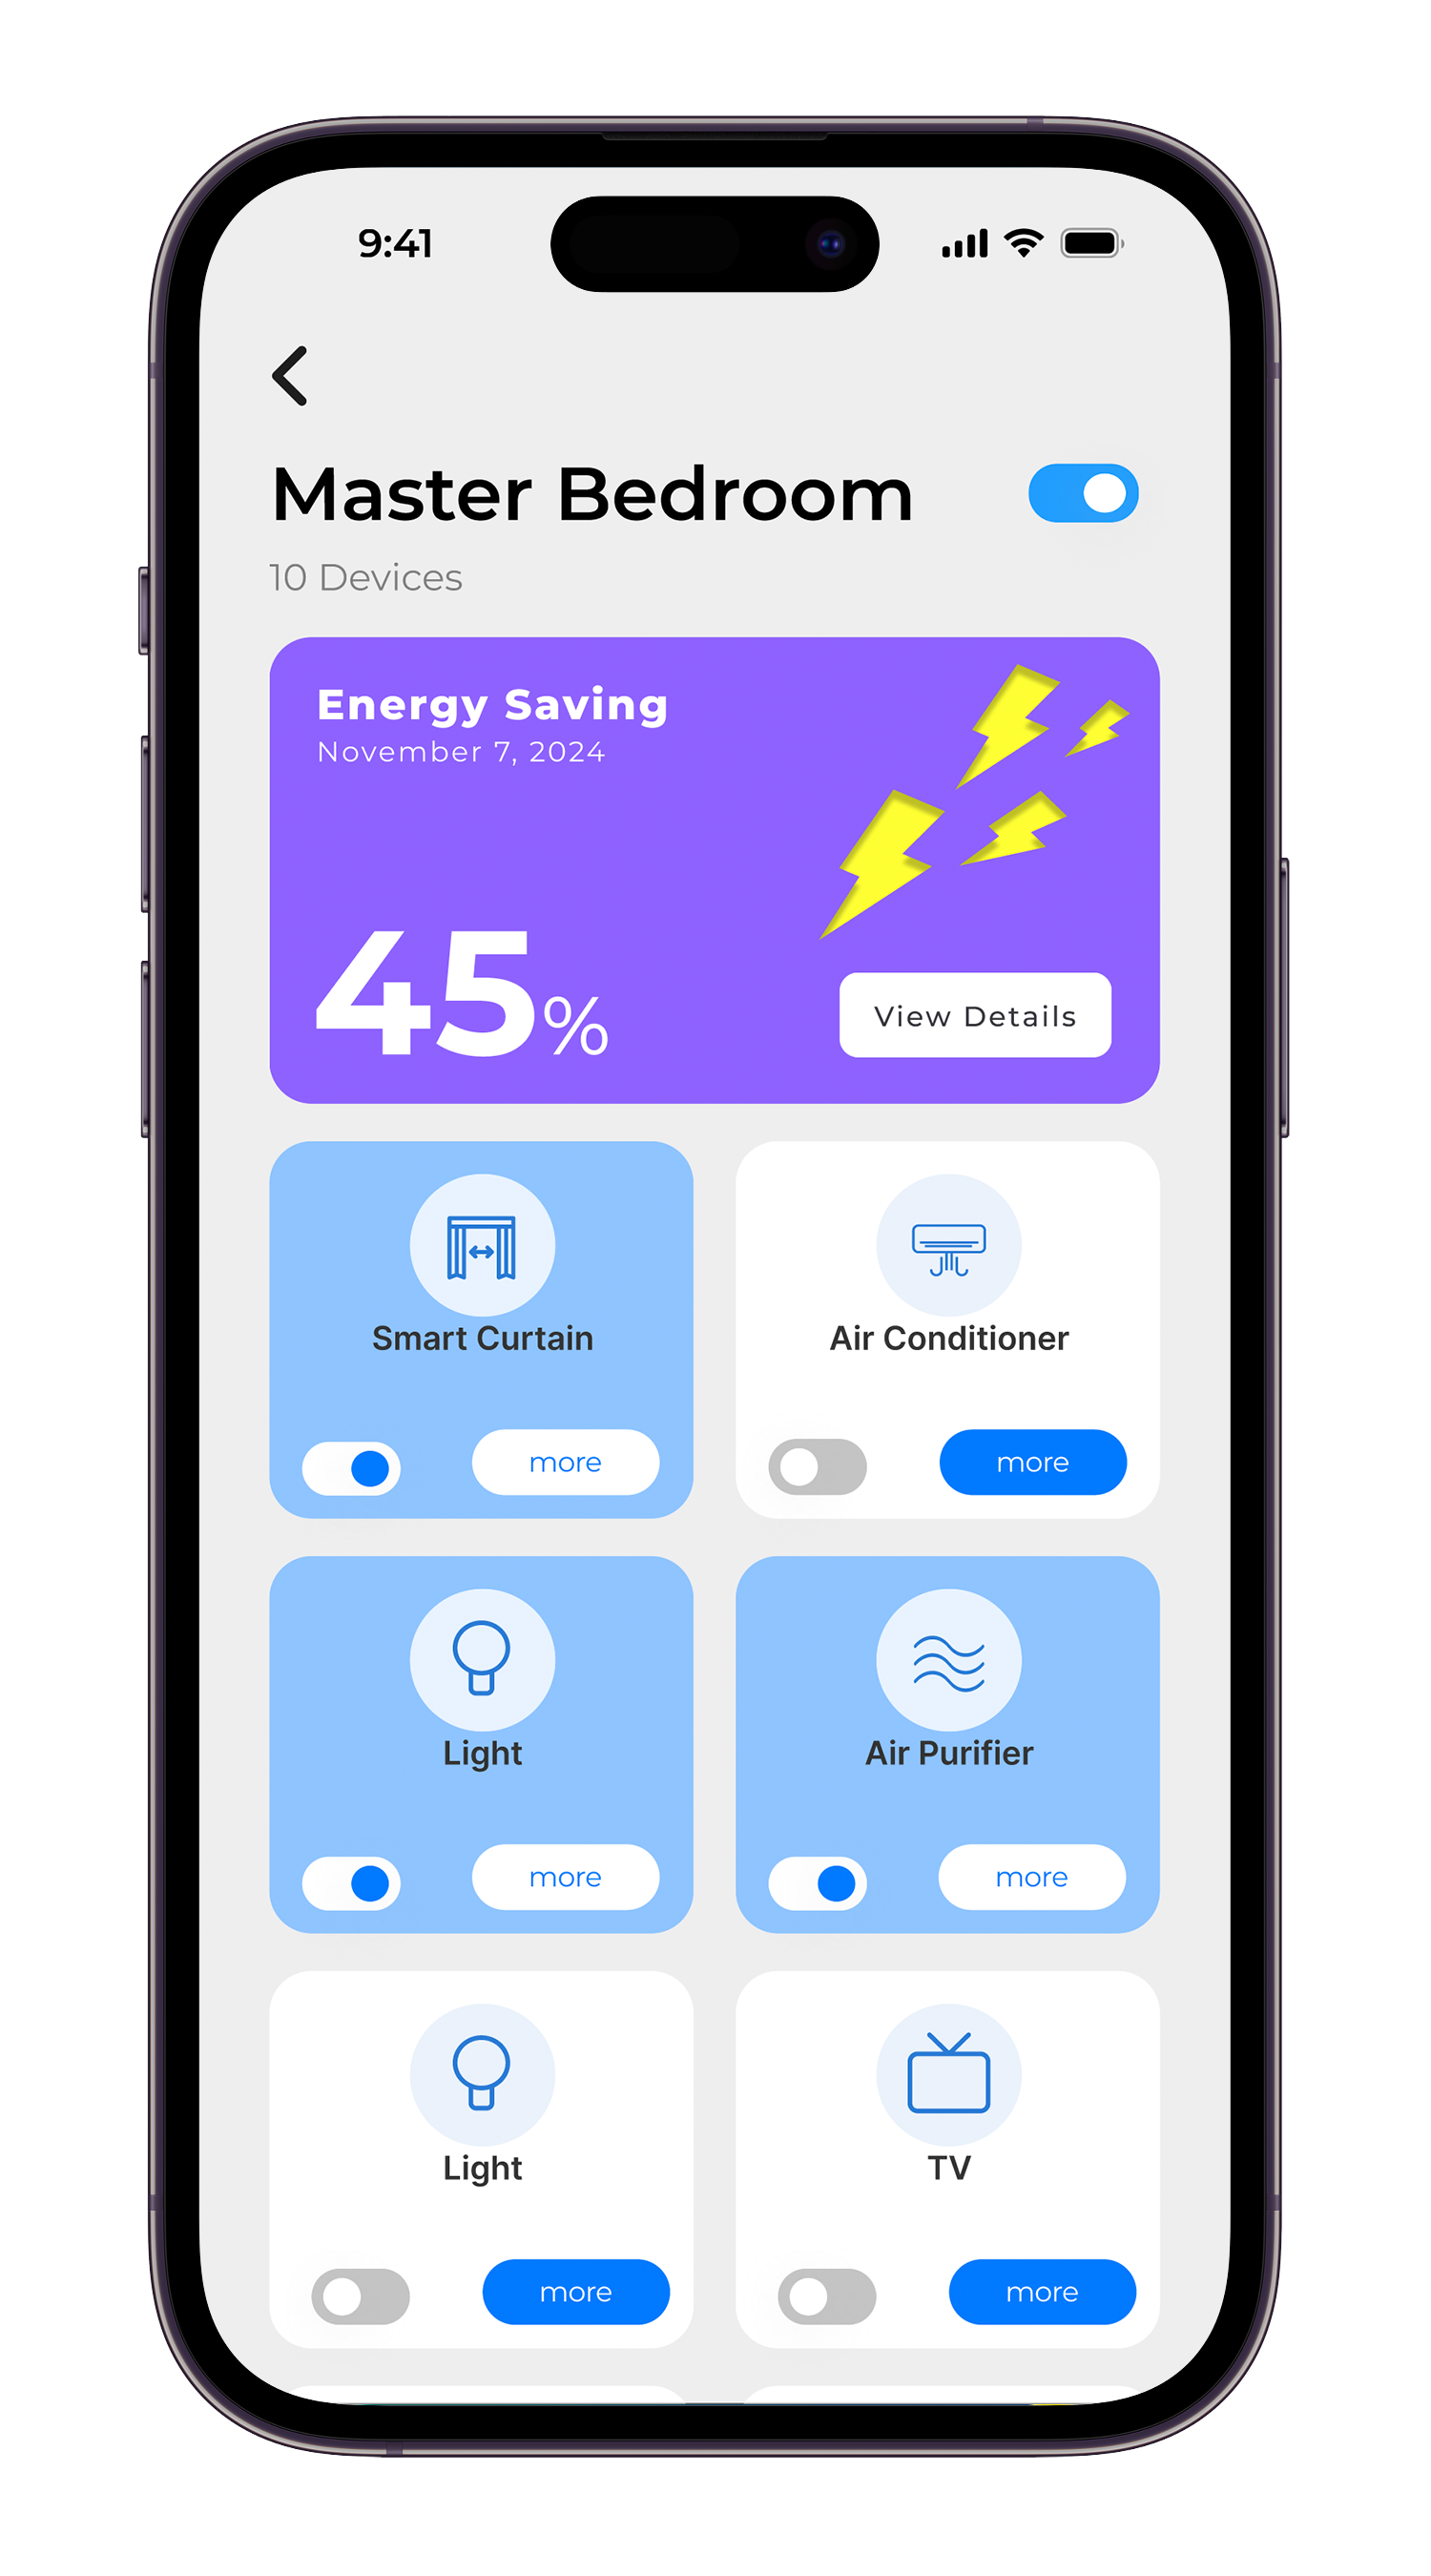 9:41
Master Bedroom
10 Devices
Energy Saving
November 7, 2024
45%
View Details
Smart Curtain
Air Conditioner
more
more
Light
Air Purifier
more
more
Light
TV
more
more